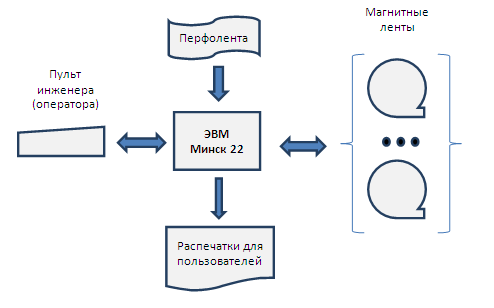 Перфолента
Магнитные
ленты
Пульт
инженера
(оператора)
ЭВМ
Минск 22
Распечатки для
пользователей